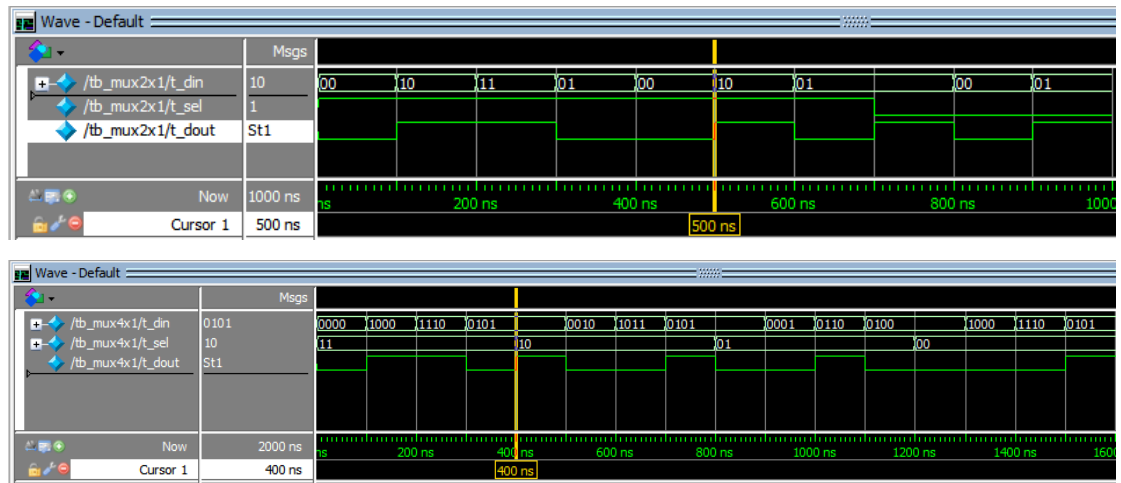 Wave - Default
Msgs
/tb_mux2x1/t_din 10 00 10 11 01 00 10 01 00 01
/tb_mux2x1/t_sel 1
/tb_mux2x1/t_dout St1
Now 1000 ns ns 200 ns 400 ns 600 ns 800 ns 1000
Cursor 1 500 ns 500 ns
Wave - Default
Msgs
/tb_mux4x1/t_din 0101 0000 1000 1110 0101 0010 1011 0101 0001 0110 0100 1000 1110 0101
/tb_mux4x1/t_sel 10 11 10 01 00
/tb_mux4x1/t_dout St1
Now 2000 ns ns 200 ns 400 ns 600 ns 800 ns 1000 ns 1200 ns 1400 ns 1600
Cursor 1 400 ns 400 ns